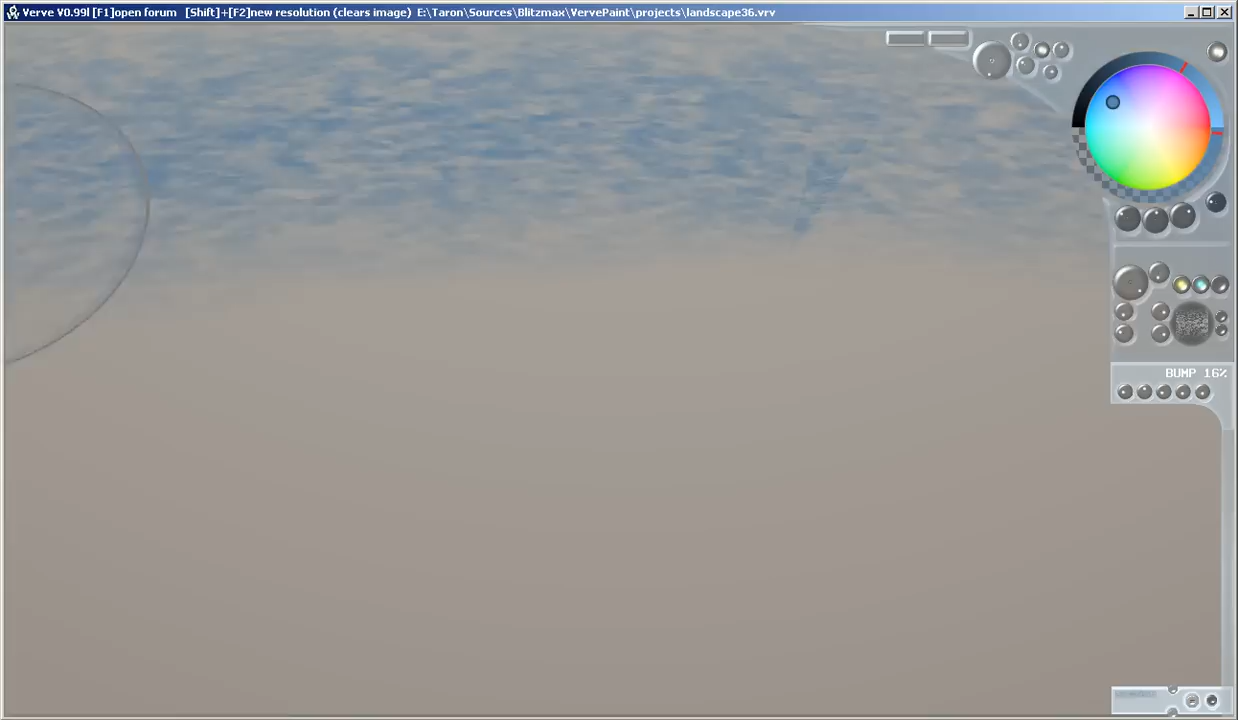 Verve V0.99l [F1]open forum [Shift]+[F2]new resolution (clears image) E:\Taron\Sources\Blitzmax\VervePaint\projects\landscape36.vrv
BUMP 16%